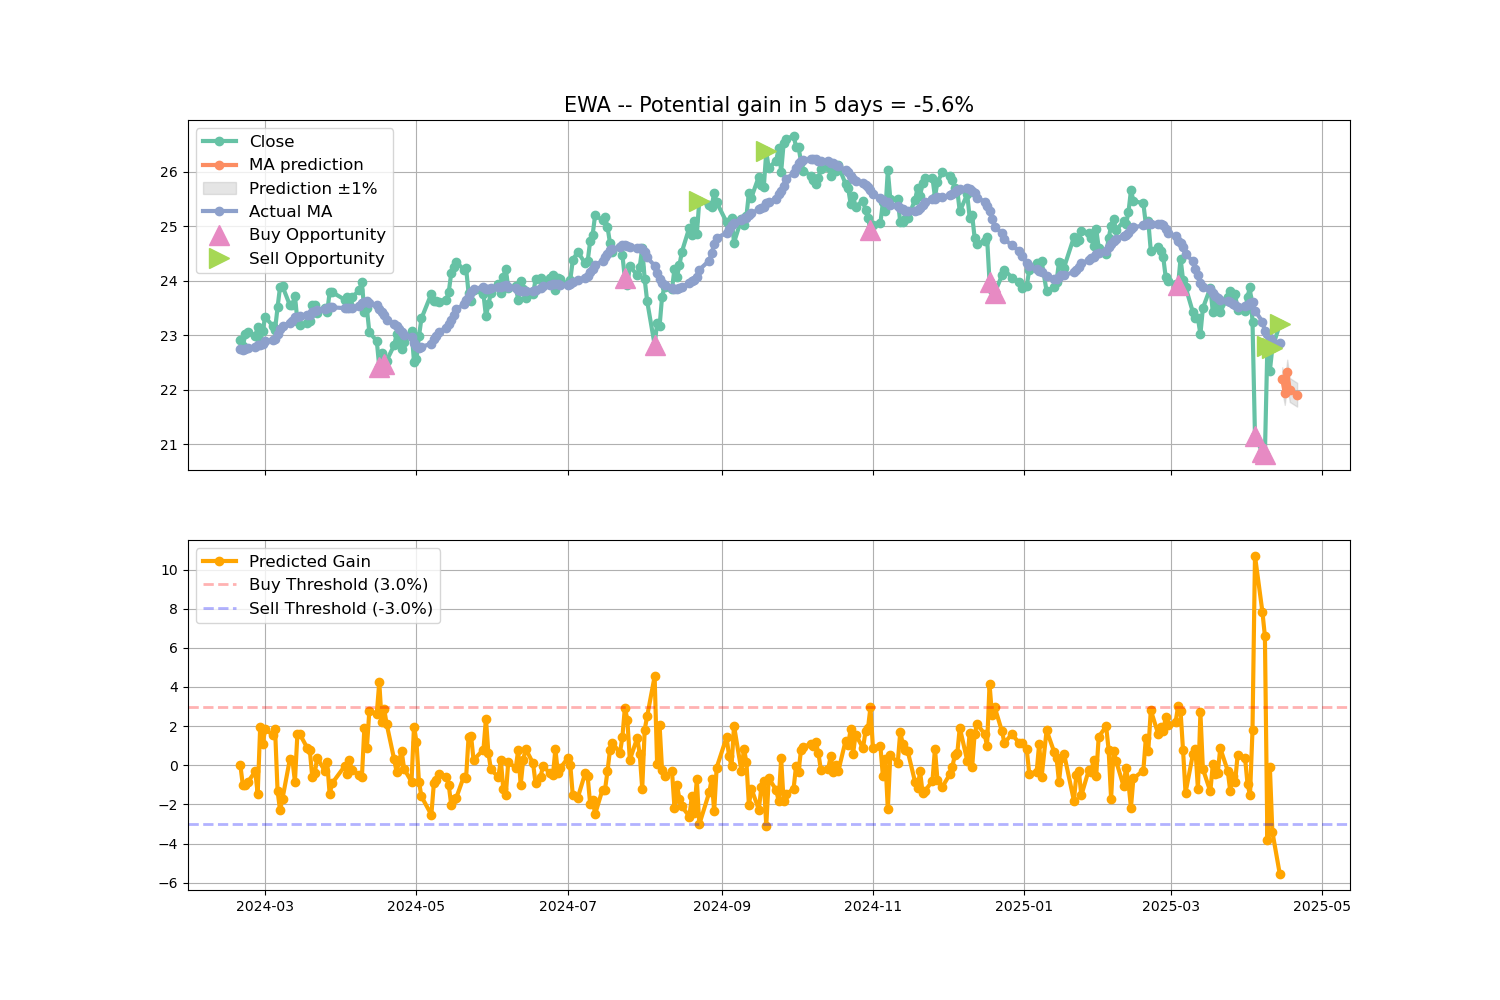 EWA -- Potential gain in 5 days = -5.6%
Close
MA prediction
Prediction ±1%
Actual MA
Buy Opportunity
Sell Opportunity
26
25
24
23
22
21
Predicted Gain
Buy Threshold (3.0%)
Sell Threshold (-3.0%)
10
8
6
4
2
0
−2
−4
−6
2024-03
2024-05
2024-07
2024-09
2024-11
2025-01
2025-03
2025-05